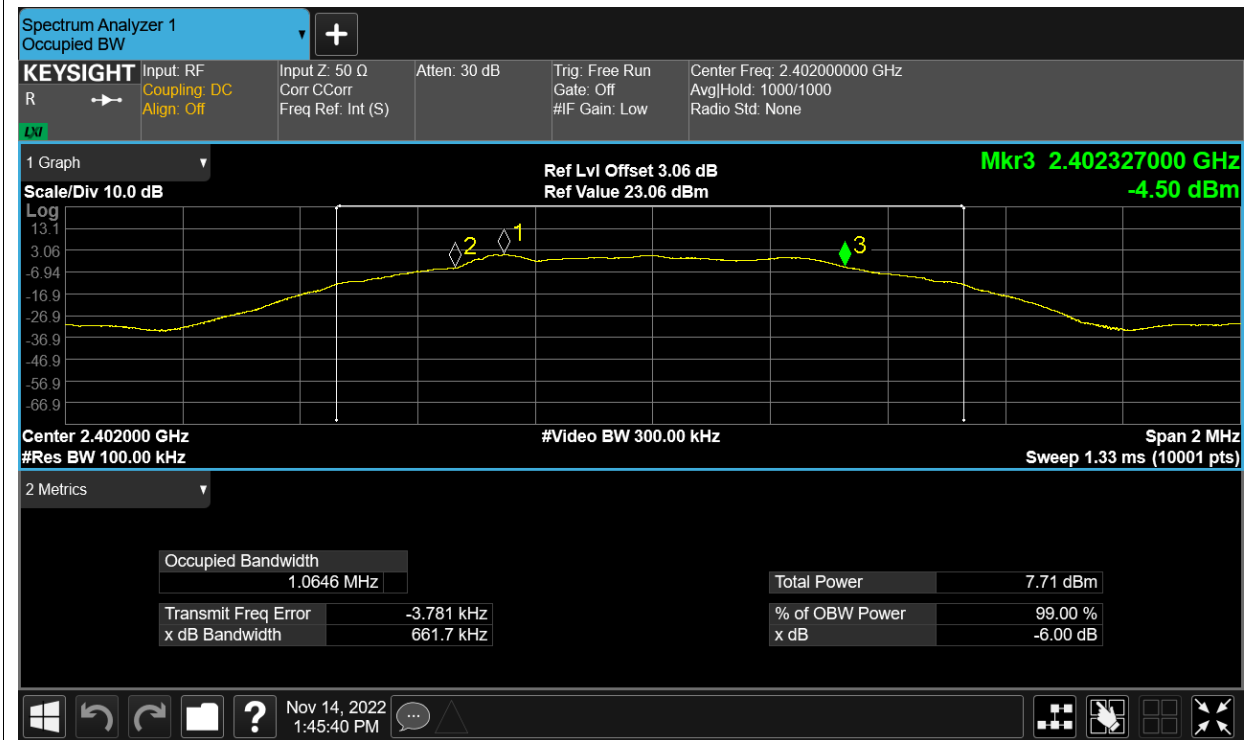 Spectrum Analyzer 1
Occupied BW
KEYSIGHT
R
LXI
Input: RF
Coupling: DC
Align: Off
Input Z: 50 Ω
Corr CCorr
Freq Ref: Int (S)
Atten: 30 dB
Trig: Free Run
Gate: Off
#IF Gain: Low
Center Freq: 2.402000000 GHz
Avg|Hold: 1000/1000
Radio Std: None
1 Graph
Scale/Div 10.0 dB
Ref Lvl Offset 3.06 dB
Ref Value 23.06 dBm
Mkr3 2.402327000 GHz
-4.50 dBm
Log
13.1
3.06
-6.94
-16.9
-26.9
-36.9
-46.9
-56.9
-66.9
2
1
3
Center 2.402000 GHz
#Video BW 300.00 kHz
Span 2 MHz
#Res BW 100.00 kHz
Sweep 1.33 ms (10001 pts)
2 Metrics
Occupied Bandwidth
1.0646 MHz
Total Power 7.71 dBm
Transmit Freq Error -3.781 kHz
% of OBW Power 99.00 %
x dB Bandwidth 661.7 kHz
x dB -6.00 dB
?
Nov 14, 2022
1:45:40 PM